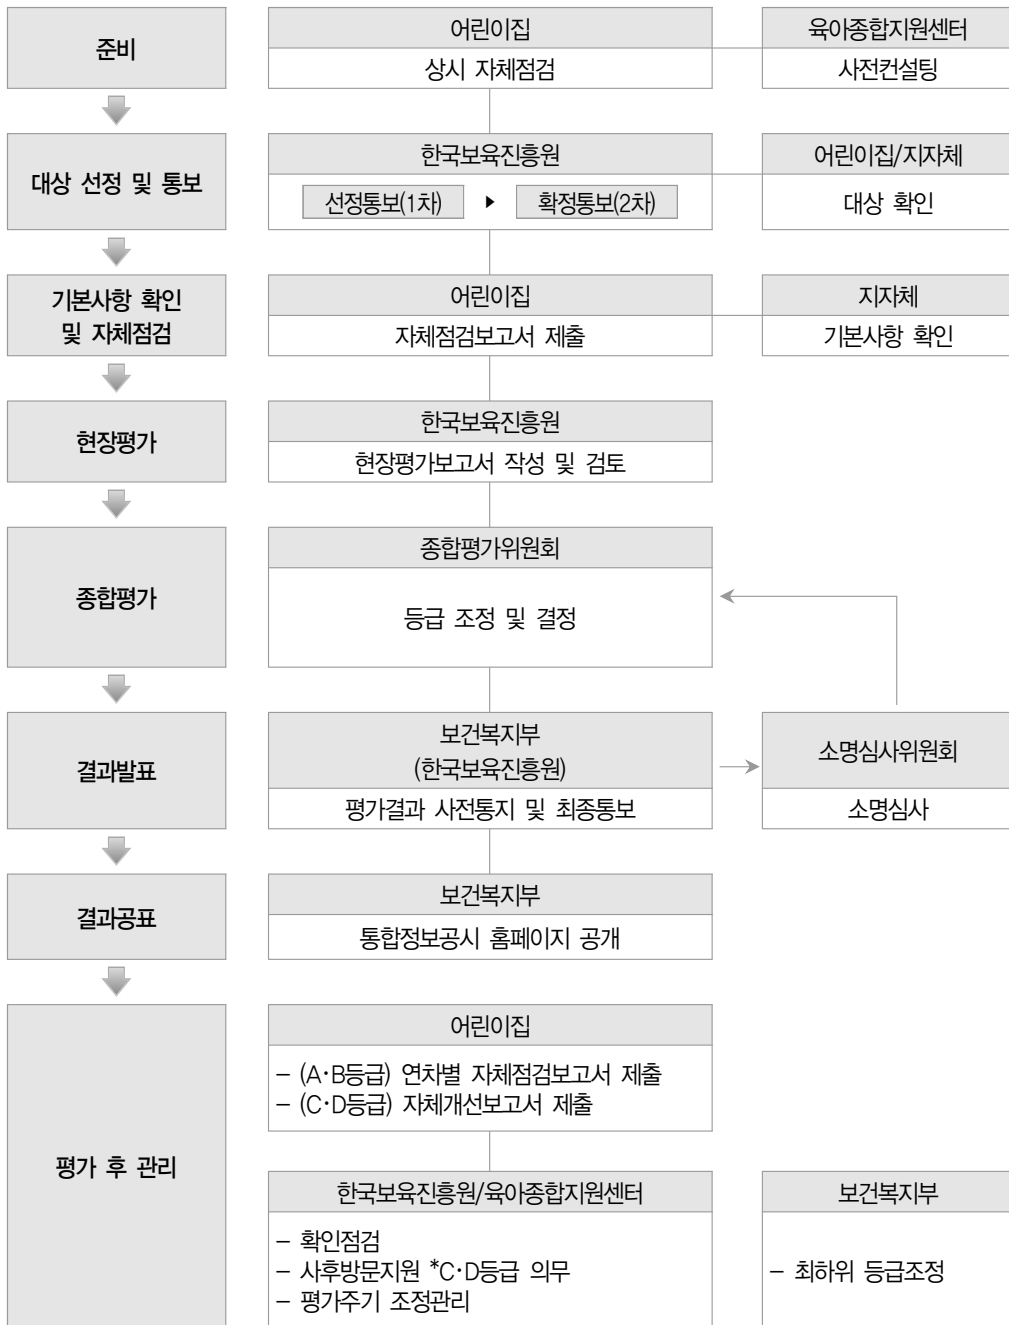 준비
어린이집
상시 자체점검
육아종합지원센터
사전컨설팅
대상 선정 및 통보
한국보육진흥원
선정통보(1차) ▶ 확정통보(2차)
어린이집/지자체
대상 확인
기본사항 확인
및 자체점검
어린이집
자체점검보고서 제출
지자체
기본사항 확인
현장평가
한국보육진흥원
현장평가보고서 작성 및 검토
종합평가
종합평가위원회
등급 조정 및 결정
결과발표
보건복지부
(한국보육진흥원)
평가결과 사전통지 및 최종통보
소명심사위원회
소명심사
결과공표
보건복지부
통합정보공시 홈페이지 공개
평가 후 관리
어린이집
– (A·B등급) 연차별 자체점검보고서 제출
– (C·D등급) 자체개선보고서 제출
한국보육진흥원/육아종합지원센터
– 확인점검
– 사후방문지원 *C·D등급 의무
– 평가주기 조정관리
보건복지부
– 최하위 등급조정